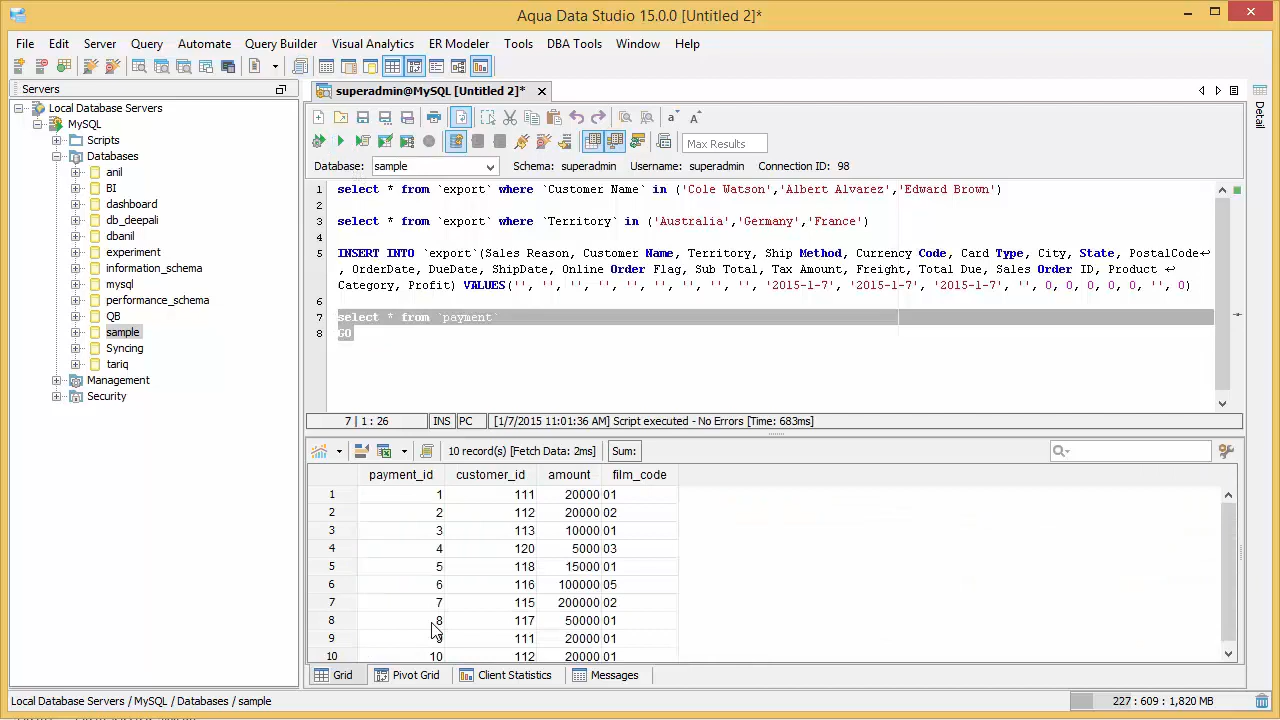 Aqua Data Studio 15.0.0 [Untitled 2]*
File Edit Server Query Automate Query Builder Visual Analytics ER Modeler Tools DBA Tools Window Help
Servers
Local Database Servers
MySQL
Scripts
Databases
anil
BI
dashboard
db_deepali
dbanil
experiment
information_schema
mysql
performance_schema
QB
sample
Syncing
tariq
Management
Security
superadmin@MySQL [Untitled 2]*
Max Results
Database: sample Schema: superadmin Username: superadmin Connection ID: 98
1 select * from `export` where `Customer Name` in ('Cole Watson','Albert Alvarez','Edward Brown')
2
3 select * from `export` where `Territory` in ('Australia','Germany','France')
4
5 INSERT INTO `export`(Sales Reason, Customer Name, Territory, Ship Method, Currency Code, Card Type, City, State, PostalCode
, OrderDate, DueDate, ShipDate, Online Order Flag, Sub Total, Tax Amount, Freight, Total Due, Sales Order ID, Product
Category, Profit) VALUES('', '', '', '', '', '', '', '', '', '2015-1-7', '2015-1-7', '2015-1-7', '', 0, 0, 0, 0, 0, '', 0)
6
7 select * from `payment`
8 GO
7 | 1 : 26 INS PC [1/7/2015 11:01:36 AM] Script executed - No Errors [Time: 683ms]
10 record(s) [Fetch Data: 2ms] Sum:
payment_id customer_id amount film_code
1 1 111 20000 01
2 2 112 20000 02
3 3 113 10000 01
4 4 120 5000 03
5 5 118 15000 01
6 6 116 100000 05
7 7 115 200000 02
8 8 117 50000 01
9 9 111 20000 01
10 10 112 20000 01
Grid Pivot Grid Client Statistics Messages
Local Database Servers / MySQL / Databases / sample
227 : 609 : 1,820 MB
Detail